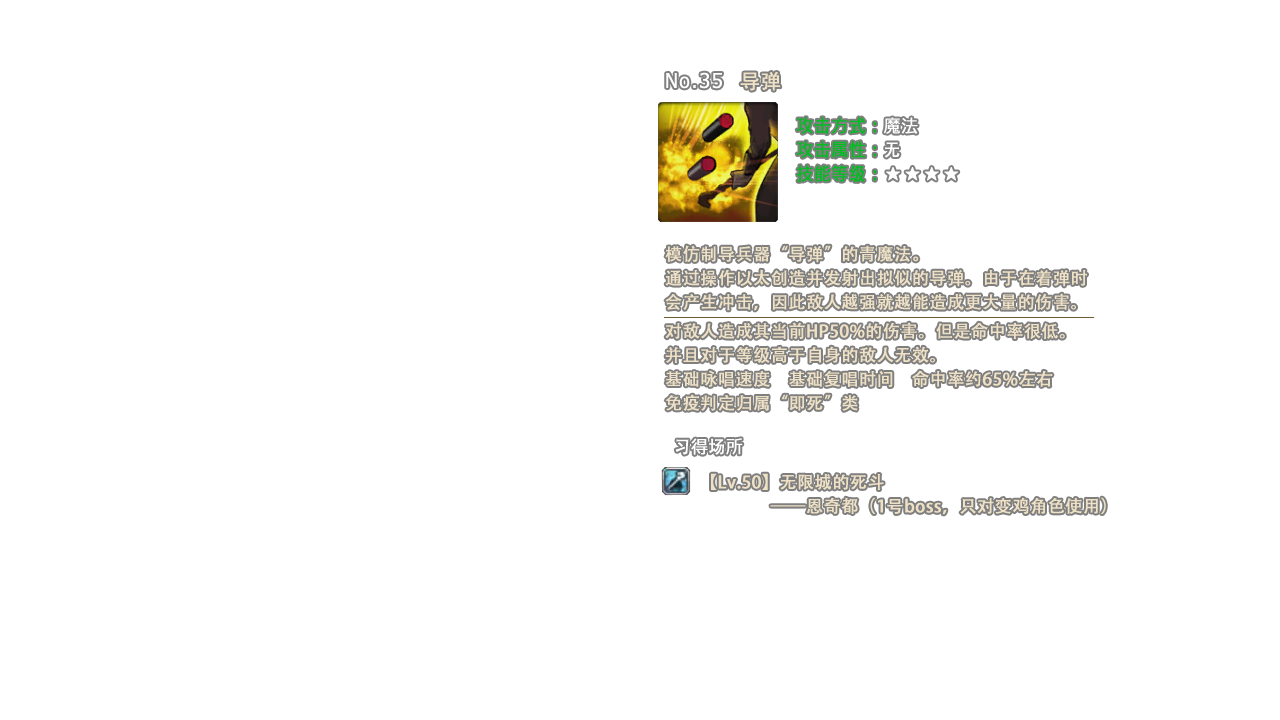 No.35 导弹
攻击方式：魔法
攻击属性：无
技能等级：☆☆☆☆
模仿制导兵器“导弹”的青魔法。
通过操作以太创造并发射出拟似的导弹。由于在着弹时
会产生冲击，因此敌人越强就越能造成更大量的伤害。
对敌人造成其当前HP50%的伤害。但是命中率很低。
并且对于等级高于自身的敌人无效。
基础咏唱速度 基础复唱时间 命中率约65%左右
免疫判定归属“即死”类
习得场所
【Lv.50】无限城的死斗
——恩奇都（1号boss，只对变鸡角色使用）